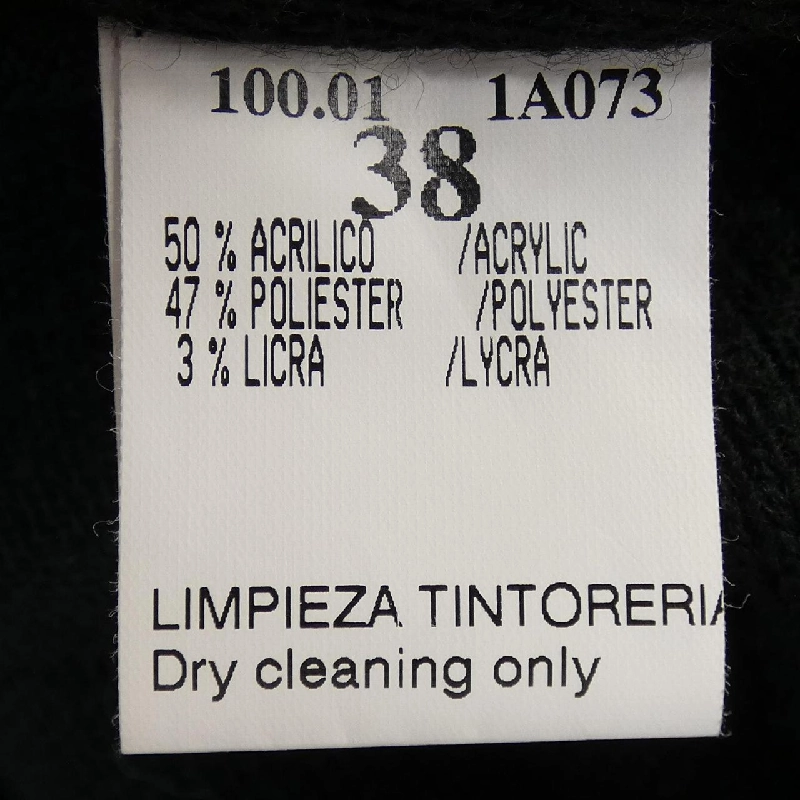 100.01 1A073
38
50 % ACRILICO /ACRYLIC
47 % POLIESTER /POLYESTER
3 % LICRA /LYCRA
LIMPIEZA TINTORERIA
Dry cleaning only